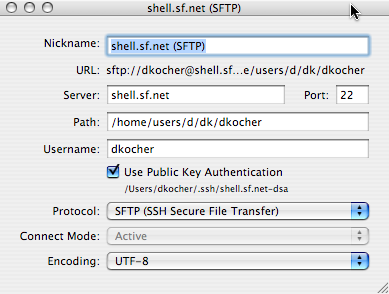 shell.sf.net (SFTP)
Nickname: shell.sf.net (SFTP)
URL: sftp://dkocher@shell.sf...e/users/d/dk/dkocher
Server: shell.sf.net Port: 22
Path: /home/users/d/dk/dkocher
Username: dkocher
Use Public Key Authentication
/Users/dkocher/.ssh/shell.sf.net-dsa
Protocol: SFTP (SSH Secure File Transfer)
Connect Mode: Active
Encoding: UTF-8